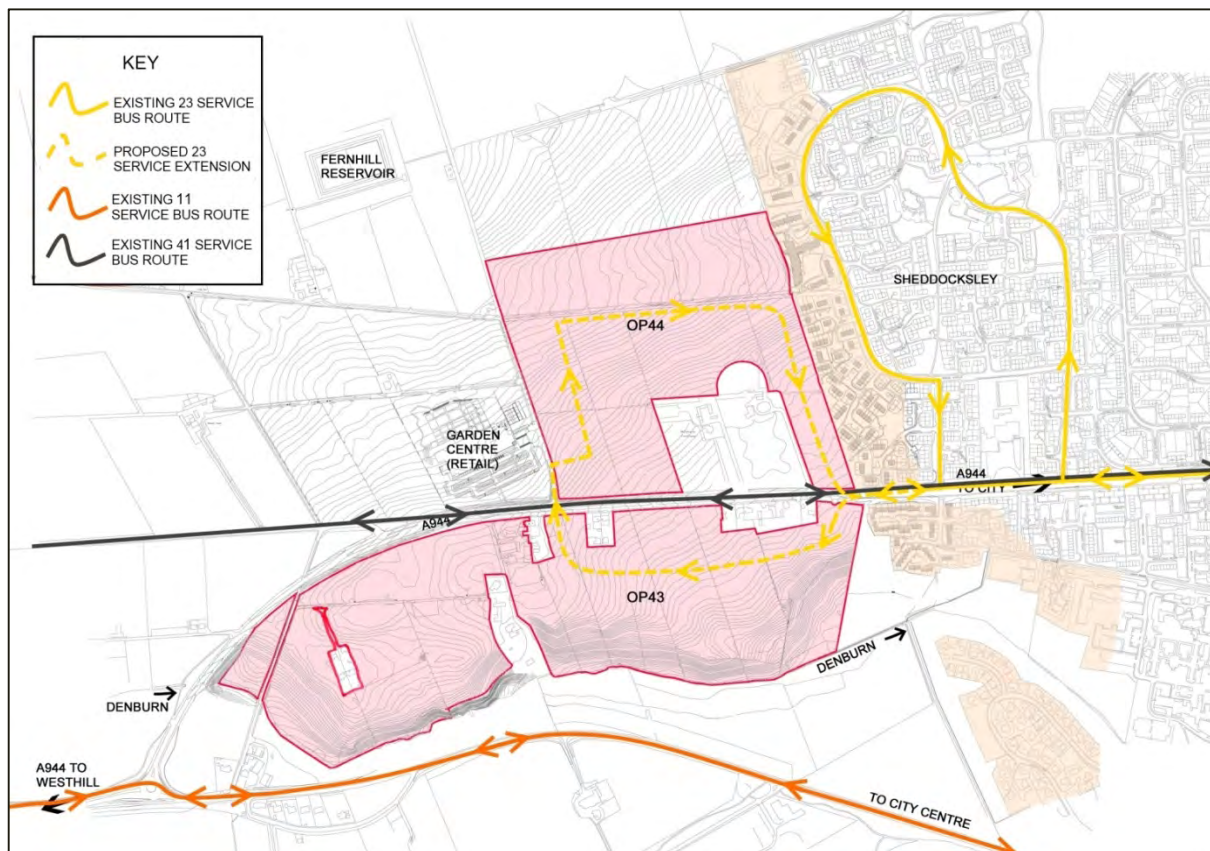 KEY
EXISTING 23 SERVICE
BUS ROUTE
PROPOSED 23
SERVICE EXTENSION
EXISTING 11
SERVICE BUS ROUTE
EXISTING 41 SERVICE
BUS ROUTE
FERNHILL
RESERVOIR
SHEDDOCKSLEY
OP44
GARDEN
CENTRE
(RETAIL)
A944
TO CITY
A944
OP43
DENBURN
DENBURN
A944 TO
WESTHILL
TO CITY CENTRE